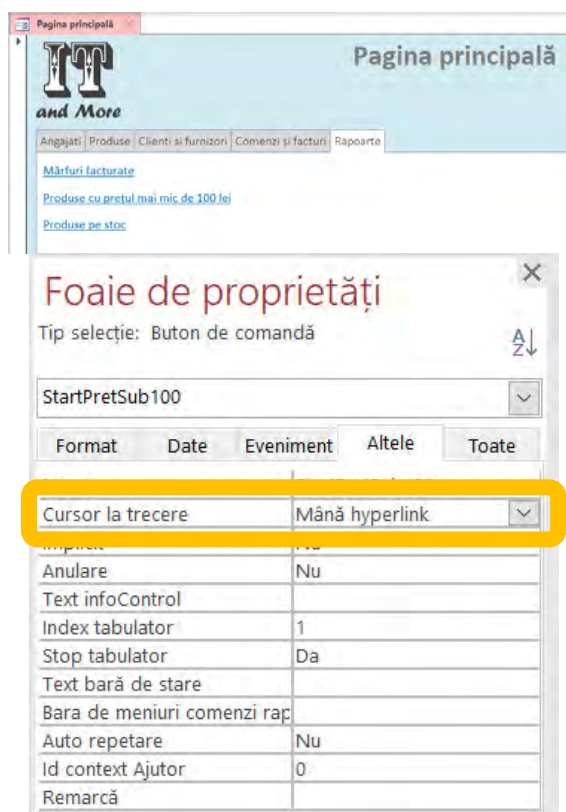 Pagina principală
IT
and More
Pagina principală
Angajati Produse Clienti si furnizori Comenzi și facturi Rapoarte
Mărfuri facturate
Produse cu prețul mai mic de 100 lei
Produse pe stoc
Foaie de proprietăți
Tip selecție: Buton de comandă
StartPretSub100
Format Date Eveniment Altele Toate
Cursor la trecere Mână hyperlink
Anulare Nu
Text infoControl
Index tabulator 1
Stop tabulator Da
Text bară de stare
Bara de meniuri comenzi rap
Auto repetare Nu
Id context Ajutor 0
Remarcă